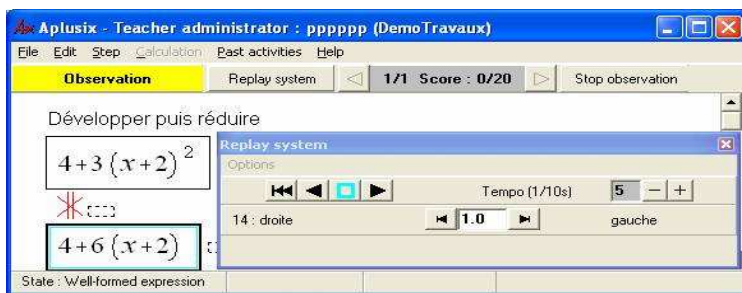 Aplusix - Teacher administrator : pppppp (DemoTravaux)
File Edit Step Calculation Past activities Help
Observation Replay system 1/1 Score : 0/20 Stop observation
Développer puis réduire
4+3(x+2)²
Replay system
Options
Tempo (1/10s) 5 − +
14 : droite 1.0 gauche
4+6(x+2)
State : Well-formed expression